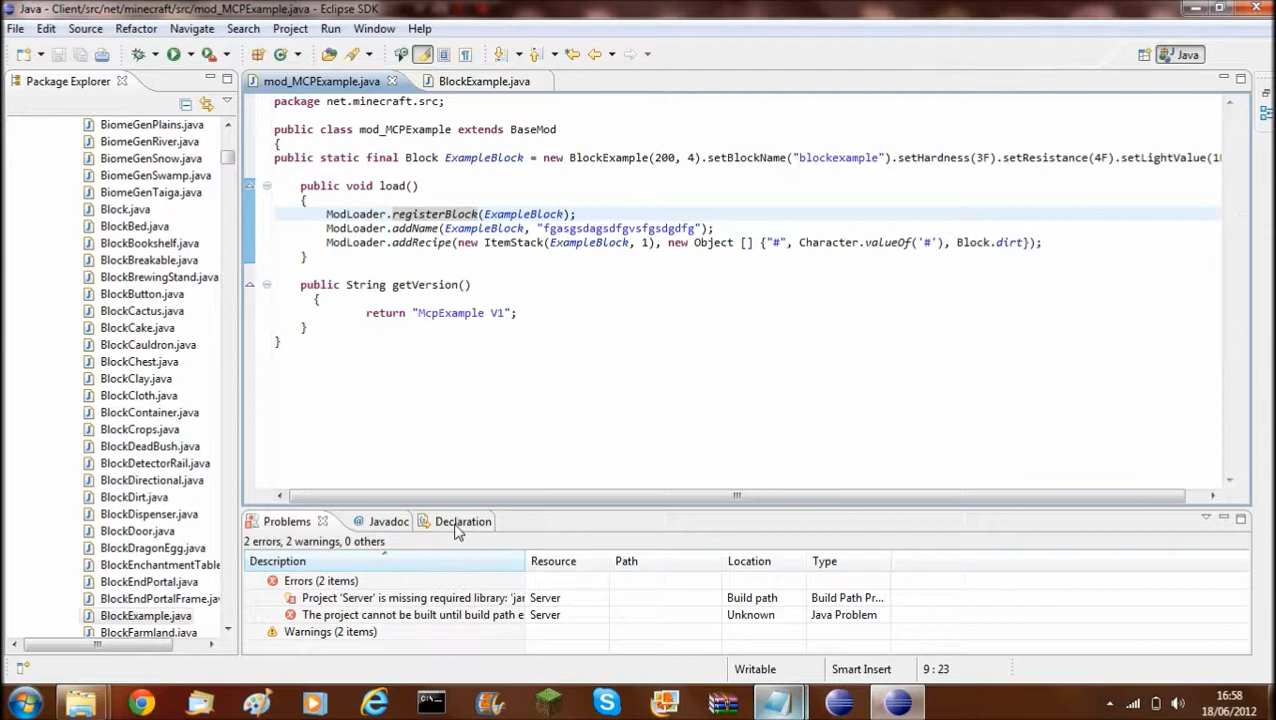 Java - Client/src/net/minecraft/src/mod_MCPExample.java - Eclipse SDK
File Edit Source Refactor Navigate Search Project Run Window Help
Java
Package Explorer
mod_MCPExample.java
BlockExample.java
BiomeGenPlains.java
BiomeGenRiver.java
BiomeGenSnow.java
BiomeGenSwamp.java
BiomeGenTaiga.java
Block.java
BlockBed.java
BlockBookshelf.java
BlockBreakable.java
BlockBrewingStand.java
BlockButton.java
BlockCactus.java
BlockCake.java
BlockCauldron.java
BlockChest.java
BlockClay.java
BlockCloth.java
BlockContainer.java
BlockCrops.java
BlockDeadBush.java
BlockDetectorRail.java
BlockDirectional.java
BlockDirt.java
BlockDispenser.java
BlockDoor.java
BlockDragonEgg.java
BlockEnchantmentTable
BlockEndPortal.java
BlockEndPortalFrame.jav
BlockExample.java
BlockFarmland.java
package net.minecraft.src;
public class mod_MCPExample extends BaseMod
{
public static final Block ExampleBlock = new BlockExample(200, 4).setBlockName("blockexample").setHardness(3F).setResistance(4F).setLightValue(1
public void load()
{
ModLoader.registerBlock(ExampleBlock);
ModLoader.addName(ExampleBlock, "fgasgsdagsdfgvsfgsdgdfg");
ModLoader.addRecipe(new ItemStack(ExampleBlock, 1), new Object [] {"#", Character.valueOf('#'), Block.dirt});
}
public String getVersion()
{
return "McpExample V1";
}
}
Problems
@ Javadoc
Declaration
2 errors, 2 warnings, 0 others
Description Resource Path Location Type
Errors (2 items)
Project 'Server' is missing required library: 'jar Server Build path Build Path Pr...
The project cannot be built until build path e Server Unknown Java Problem
Warnings (2 items)
Writable
Smart Insert
9 : 23
16:58
18/06/2012